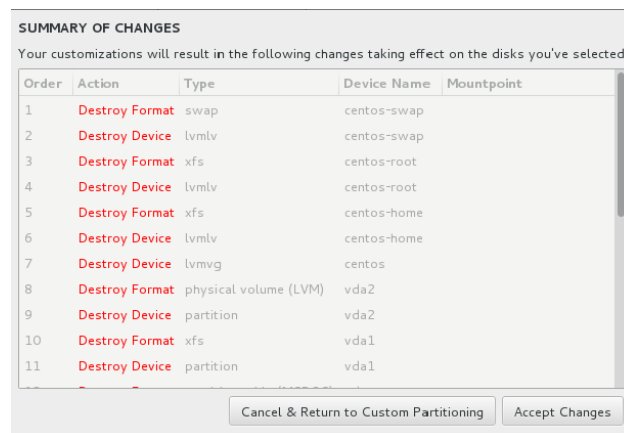 SUMMARY OF CHANGES
Your customizations will result in the following changes taking effect on the disks you've selected
Order Action Type Device Name Mountpoint
1 Destroy Format swap centos-swap
2 Destroy Device lvmlv centos-swap
3 Destroy Format xfs centos-root
4 Destroy Device lvmlv centos-root
5 Destroy Format xfs centos-home
6 Destroy Device lvmlv centos-home
7 Destroy Device lvmvg centos
8 Destroy Format physical volume (LVM) vda2
9 Destroy Device partition vda2
10 Destroy Format xfs vda1
11 Destroy Device partition vda1
Cancel & Return to Custom Partitioning Accept Changes